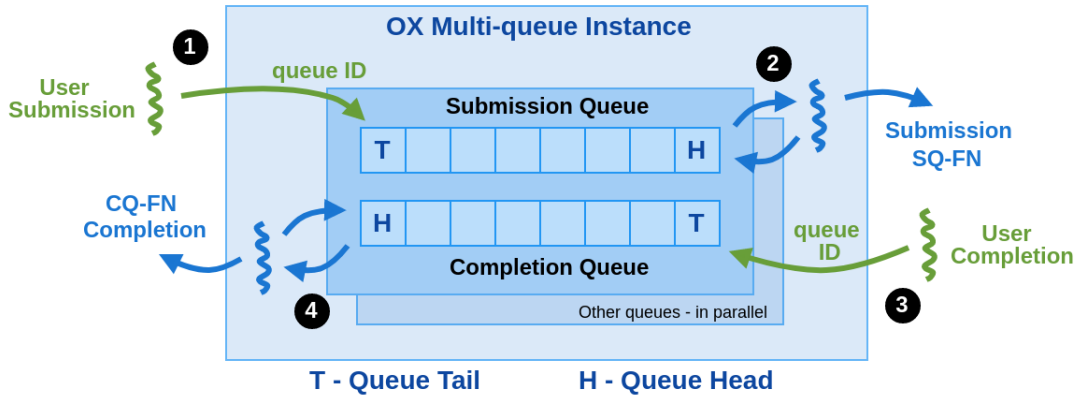 OX Multi-queue Instance
1
2
queue ID
User
Submission
Submission Queue
T
H
Submission
SQ-FN
CQ-FN
Completion
H
T
queue
ID
User
Completion
Completion Queue
4
3
Other queues - in parallel
T - Queue Tail
H - Queue Head